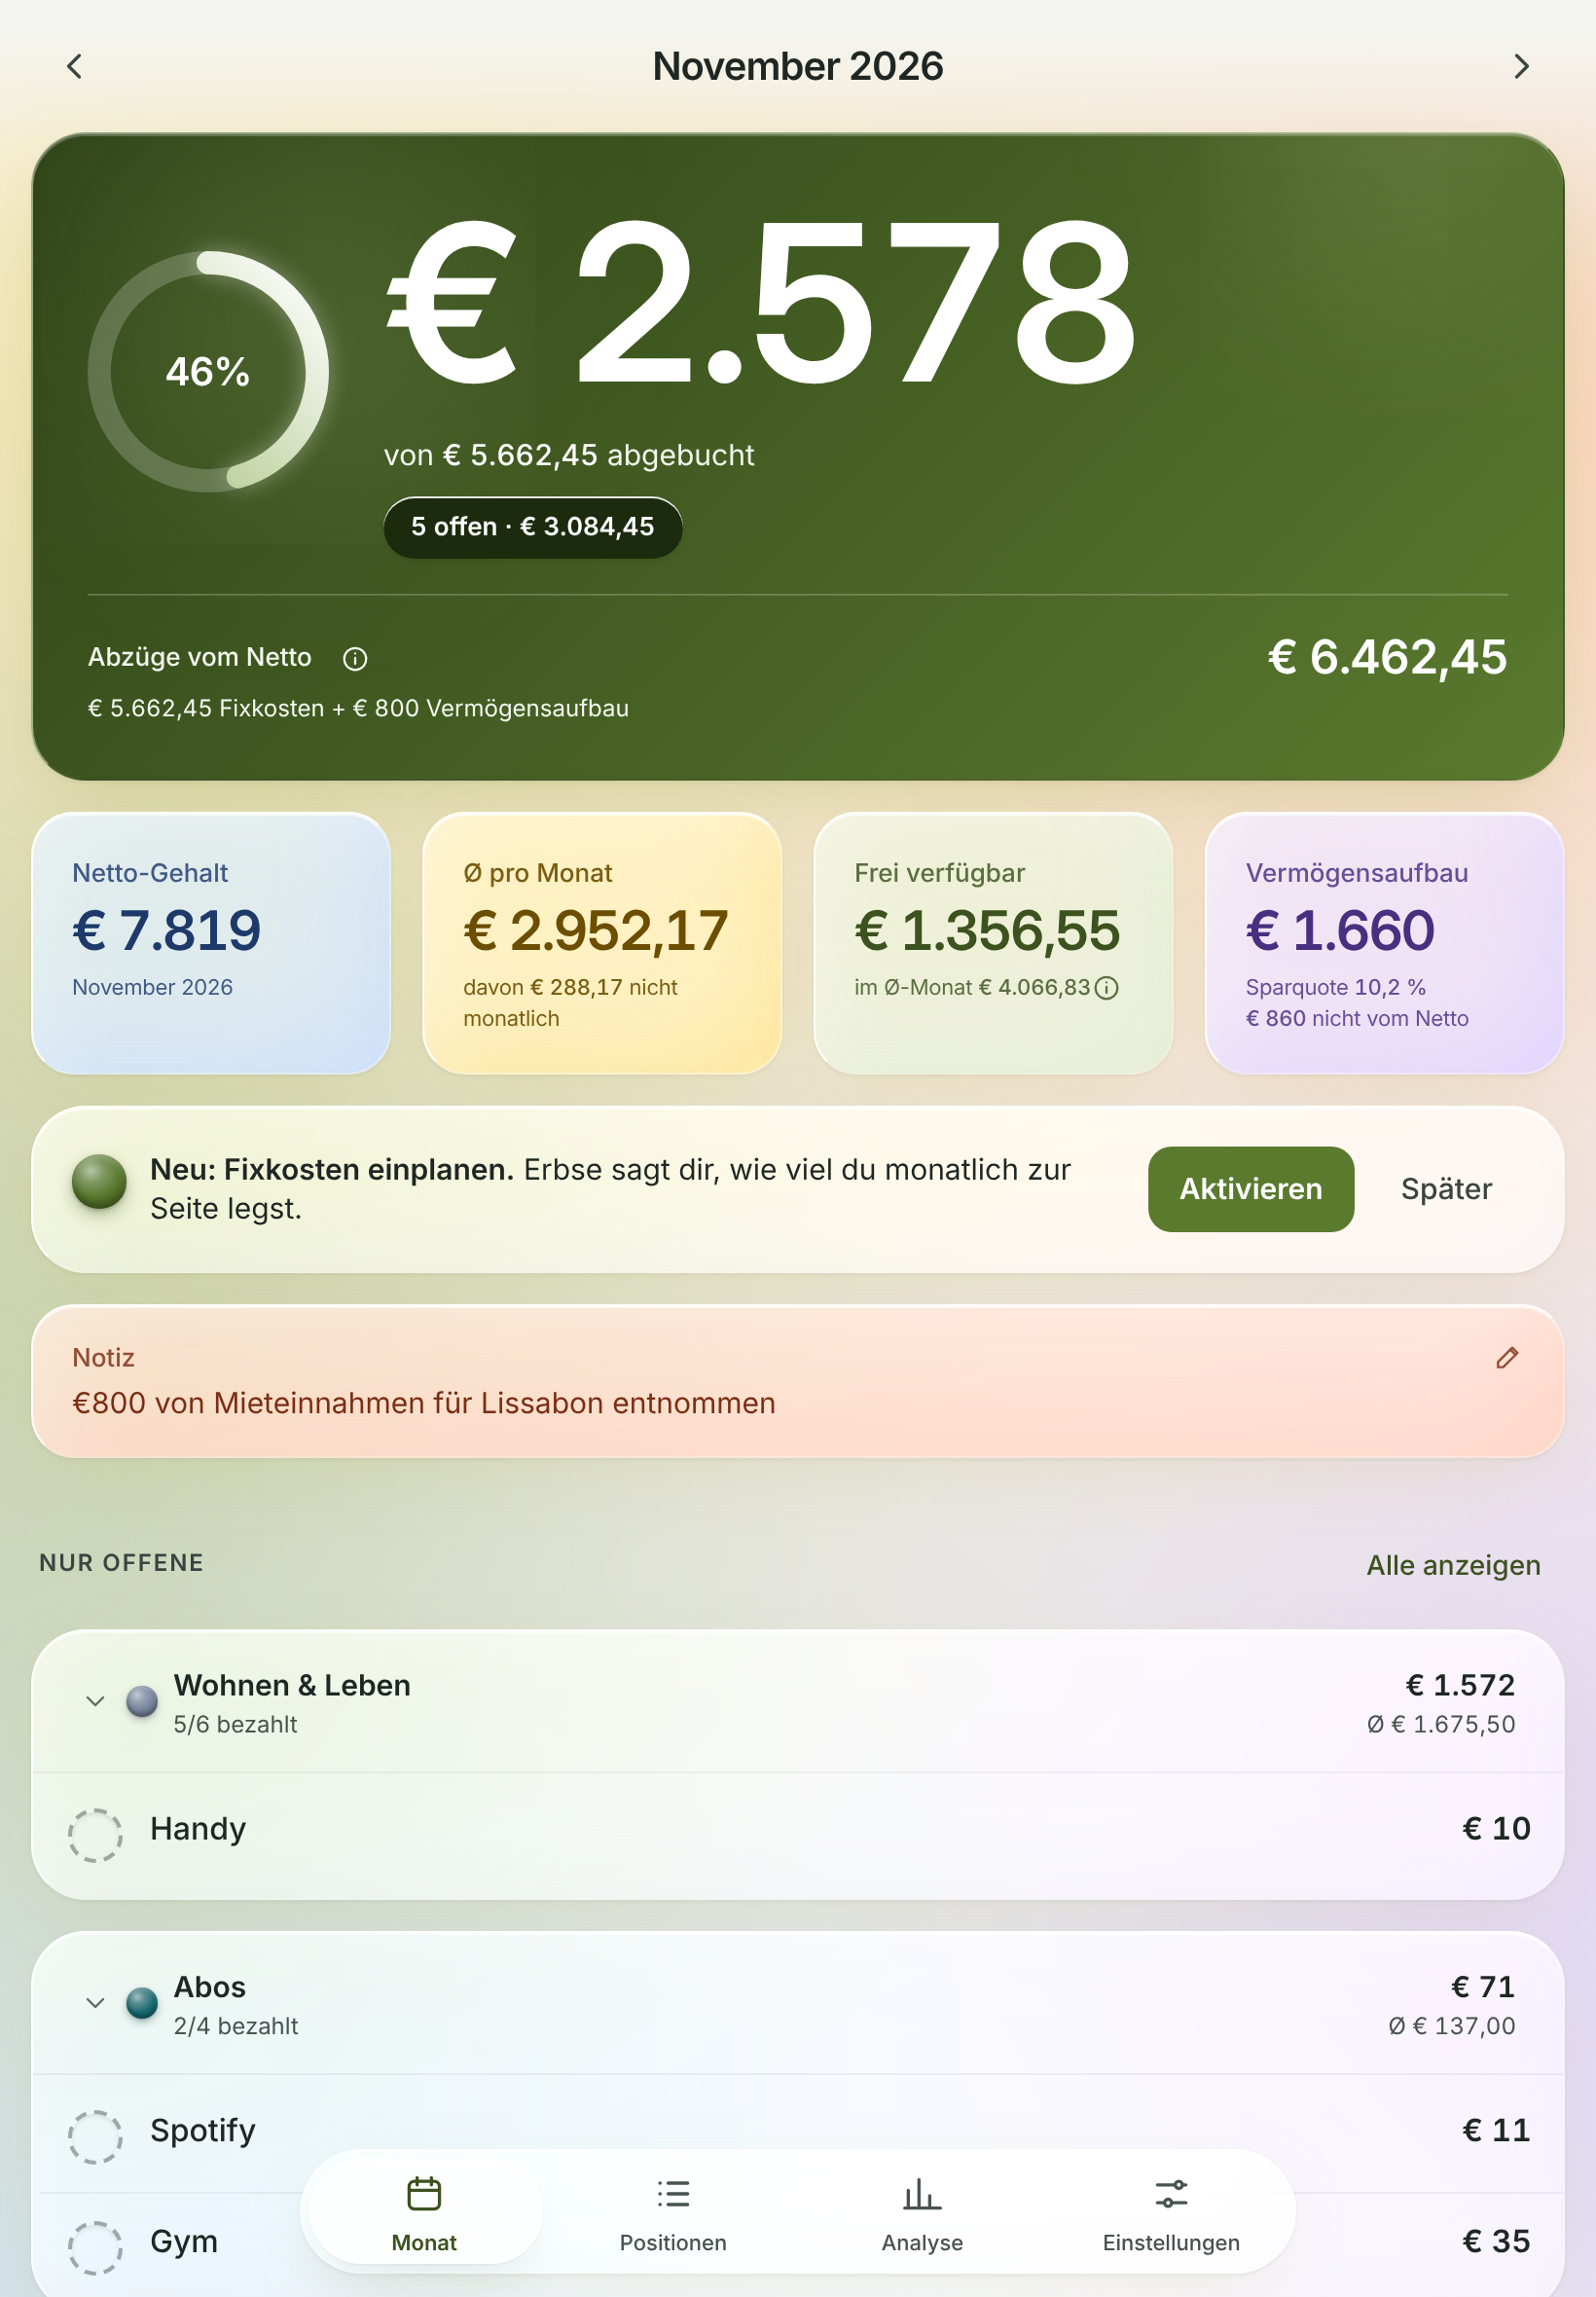 November 2026
46%
€ 2.578
von € 5.662,45 abgebucht
5 offen · € 3.084,45
Abzüge vom Netto
€ 6.462,45
€ 5.662,45 Fixkosten + € 800 Vermögensaufbau
Netto-Gehalt
€ 7.819
November 2026
Ø pro Monat
€ 2.952,17
davon € 288,17 nicht
monatlich
Frei verfügbar
€ 1.356,55
im Ø-Monat € 4.066,83
Vermögensaufbau
€ 1.660
Sparquote 10,2 %
€ 860 nicht vom Netto
Neu: Fixkosten einplanen. Erbse sagt dir, wie viel du monatlich zur
Seite legst.
Aktivieren
Später
Notiz
€800 von Mieteinnahmen für Lissabon entnommen
NUR OFFENE
Alle anzeigen
Wohnen & Leben
€ 1.572
5/6 bezahlt
Ø € 1.675,50
Handy
€ 10
Abos
€ 71
2/4 bezahlt
Ø € 137,00
Spotify
€ 11
Gym
€ 35
Monat
Positionen
Analyse
Einstellungen